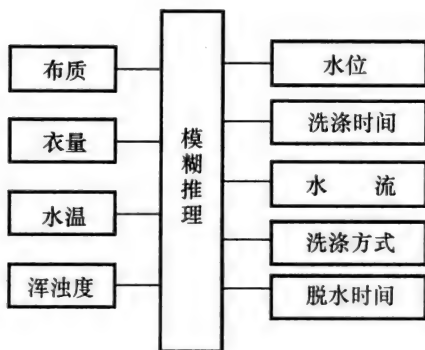 布质
衣量
水温
浑浊度
模糊推理
水位
洗涤时间
水流
洗涤方式
脱水时间